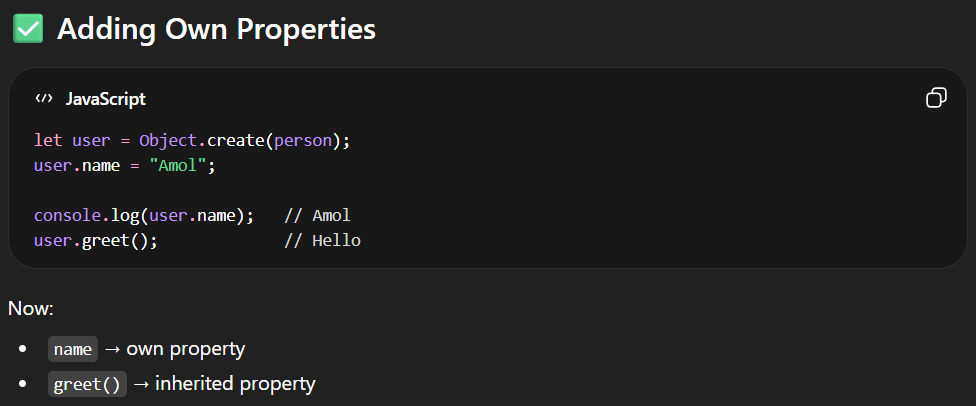 ✅ Adding Own Properties
</> JavaScript
let user = Object.create(person);
user.name = "Amol";
console.log(user.name);   // Amol
user.greet();             // Hello
Now:
• name → own property
• greet() → inherited property